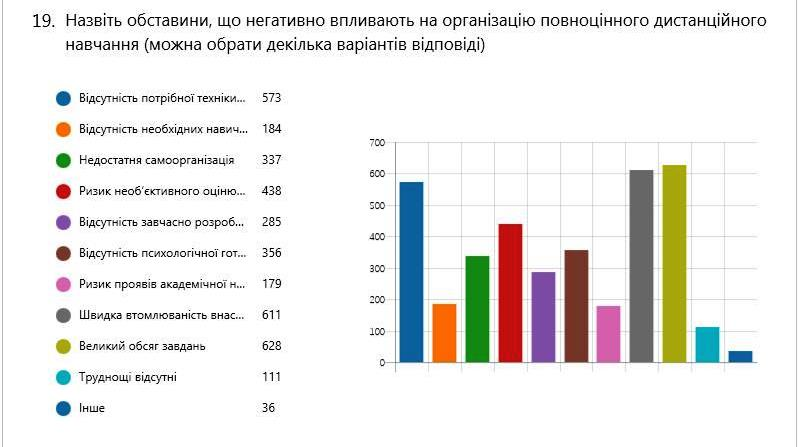 19. Назвіть обставини, що негативно впливають на організацію повноцінного дистанційного
навчання (можна обрати декілька варіантів відповіді)
Відсутність потрібної техніки... 573
Відсутність необхідних навич... 184
Недостатня самоорганізація 337
Ризик необ’єктивного оціню... 438
Відсутність завчасно розроб... 285
Відсутність психологічної гот... 356
Ризик проявів академічної н... 179
Швидка втомлюваність внас... 611
Великий обсяг завдань 628
Труднощі відсутні 111
Інше 36
700
600
500
400
300
200
100
0